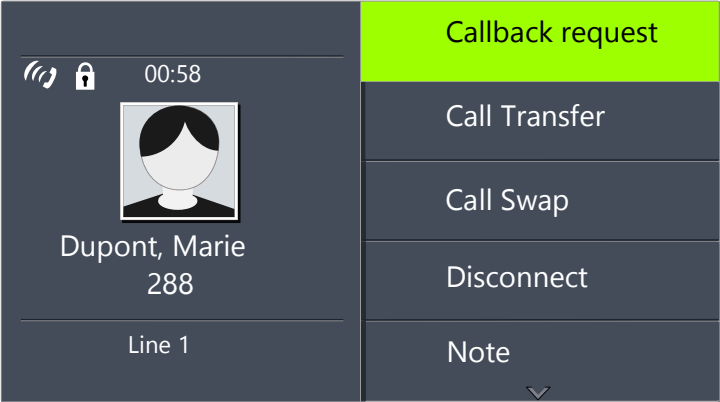 00:58
Dupont, Marie
288
Line 1
Callback request
Call Transfer
Call Swap
Disconnect
Note